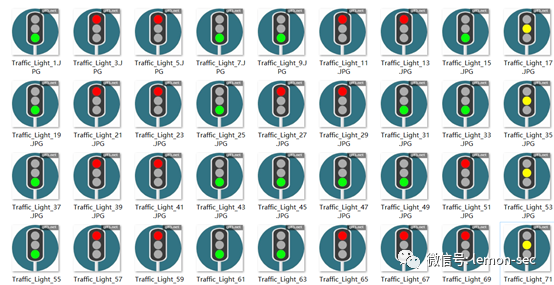 Traffic_Light_1.J
PG
Traffic_Light_3.J
PG
Traffic_Light_5.J
PG
Traffic_Light_7.J
PG
Traffic_Light_9.J
PG
Traffic_Light_11
.JPG
Traffic_Light_13
.JPG
Traffic_Light_15
.JPG
Traffic_Light_17
.JPG
Traffic_Light_19
.JPG
Traffic_Light_21
.JPG
Traffic_Light_23
.JPG
Traffic_Light_25
.JPG
Traffic_Light_27
.JPG
Traffic_Light_29
.JPG
Traffic_Light_31
.JPG
Traffic_Light_33
.JPG
Traffic_Light_35
.JPG
Traffic_Light_37
.JPG
Traffic_Light_39
.JPG
Traffic_Light_41
.JPG
Traffic_Light_43
.JPG
Traffic_Light_45
.JPG
Traffic_Light_47
.JPG
Traffic_Light_49
.JPG
Traffic_Light_51
.JPG
Traffic_Light_53
.JPG
Traffic_Light_55
Traffic_Light_57
Traffic_Light_59
Traffic_Light_61
Traffic_Light_63
Traffic_Light_65
Traffic_Light_67
Traffic_Light_69
Traffic_Light_71
微信号: lemon-sec